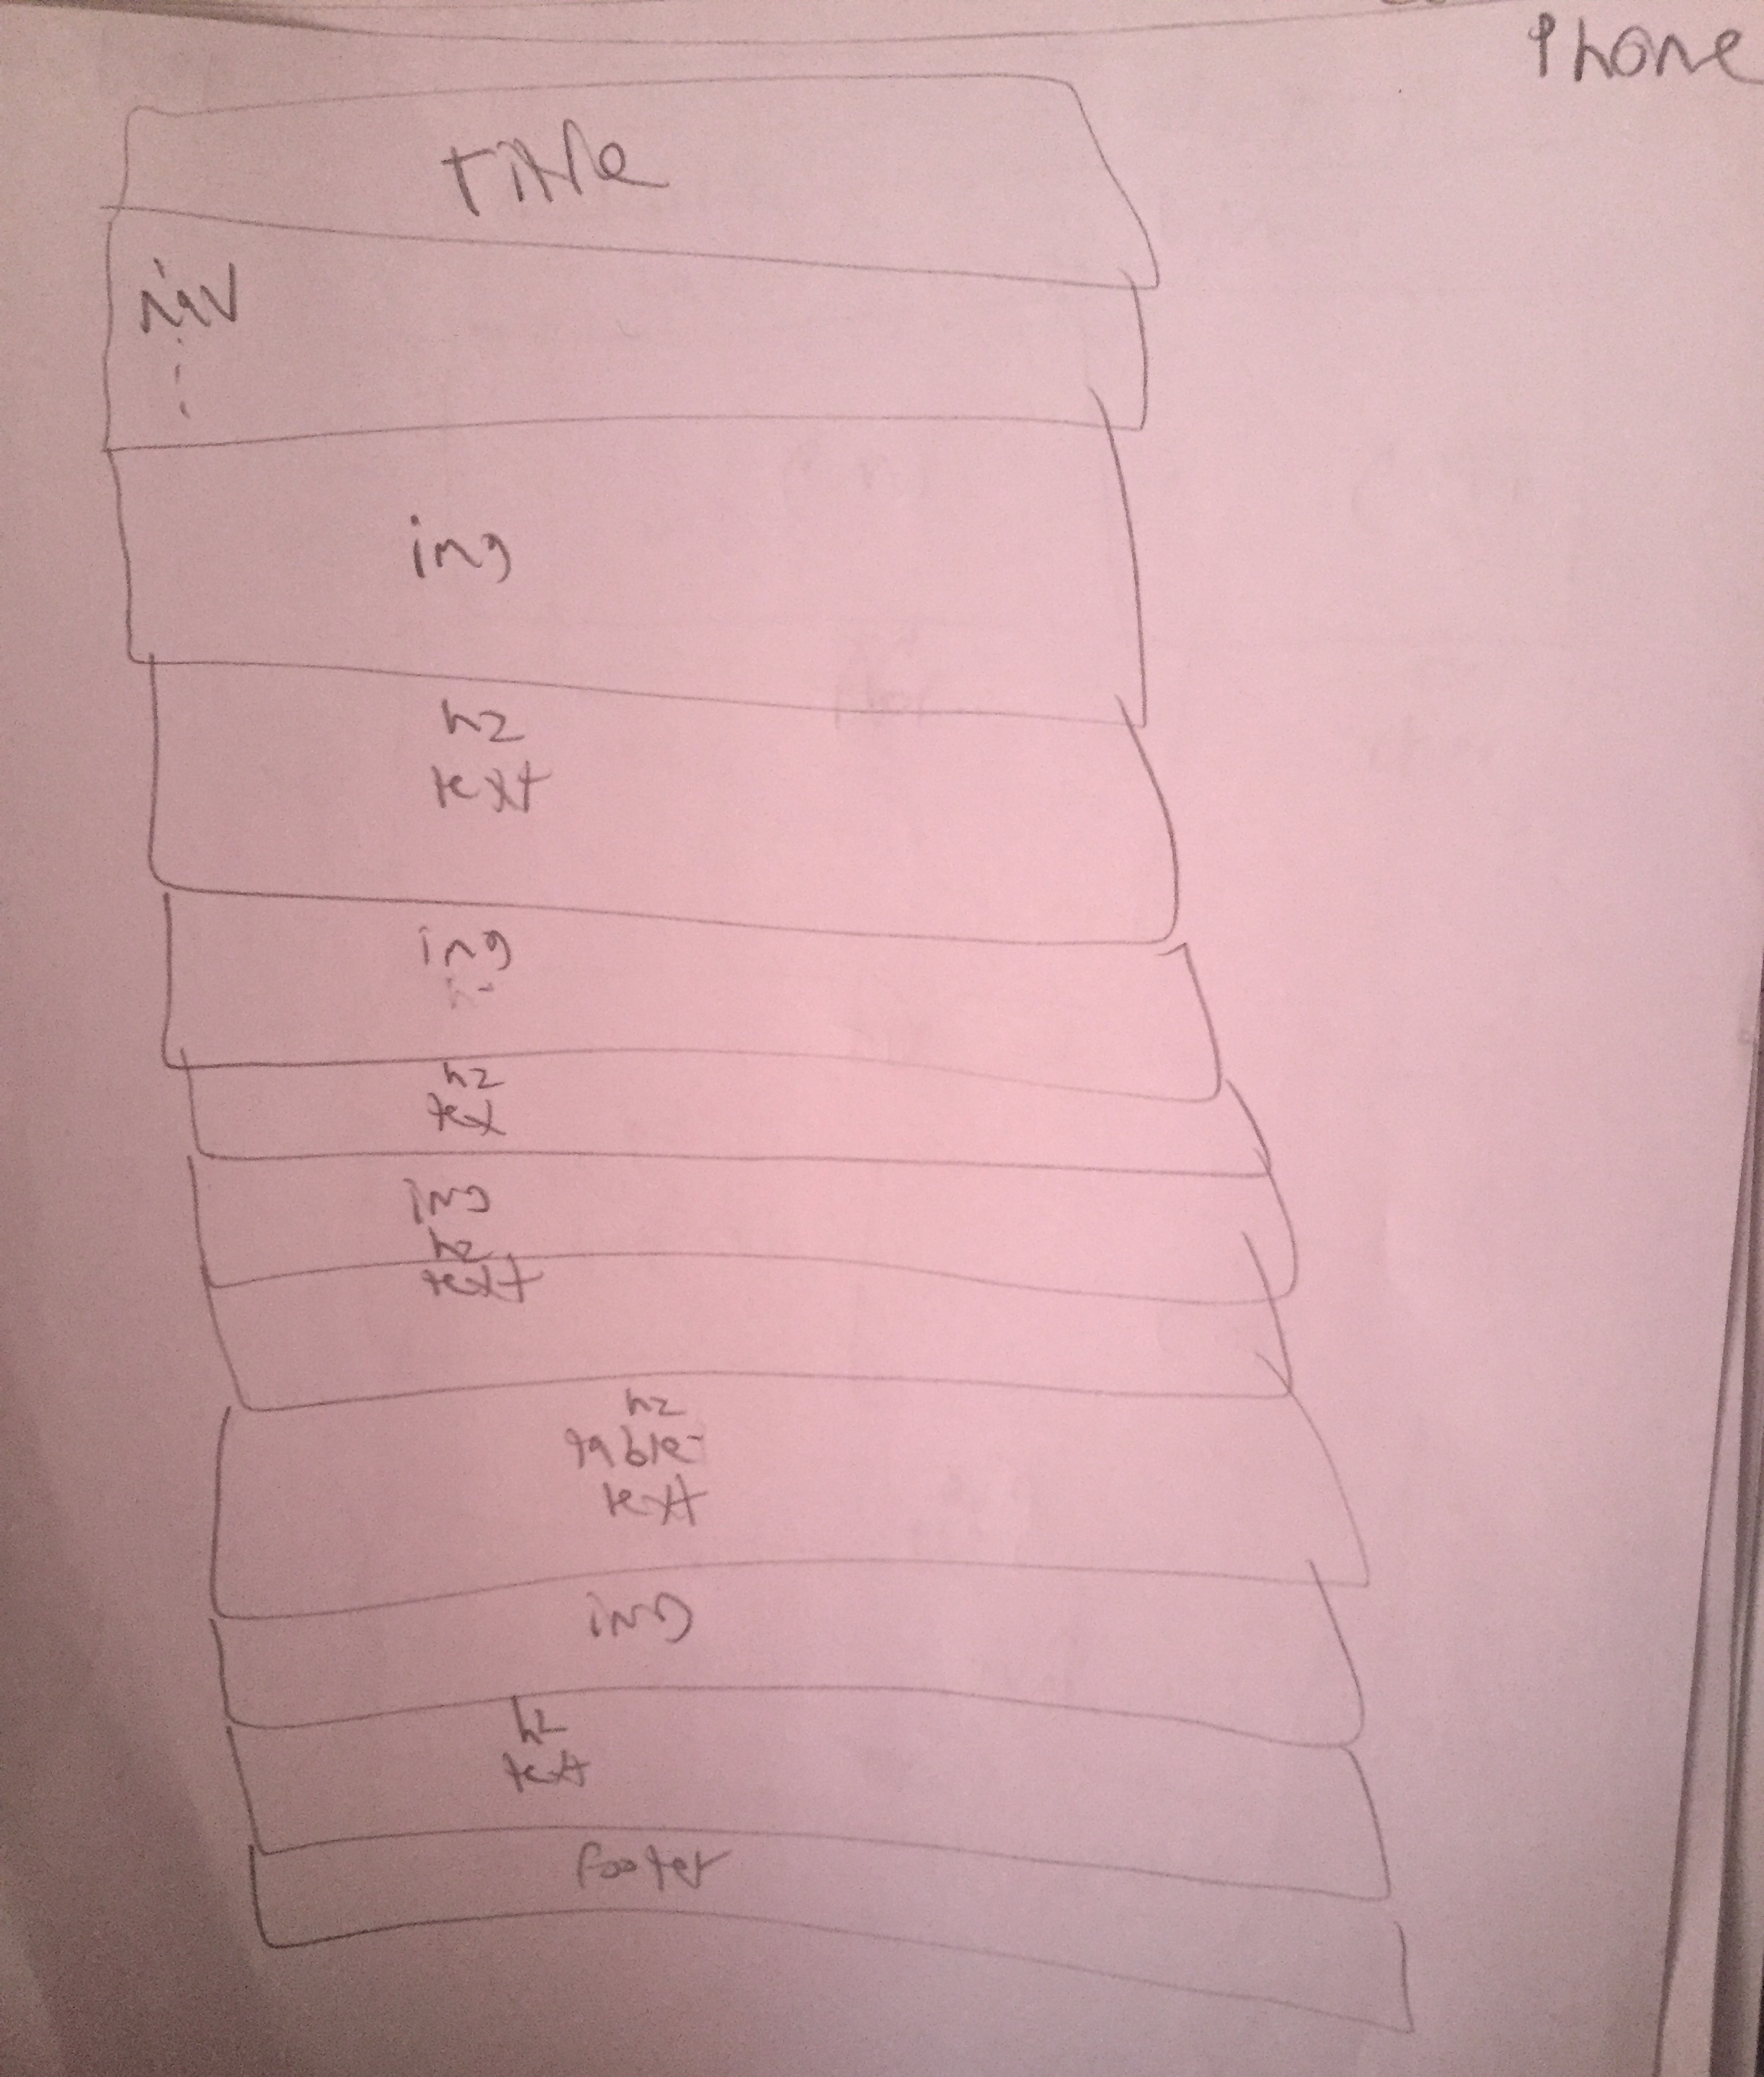 Phone
Title
nav
img
h2
text
img
h2
text
img
h2
text
h2
table
text
img
h2
text
footer